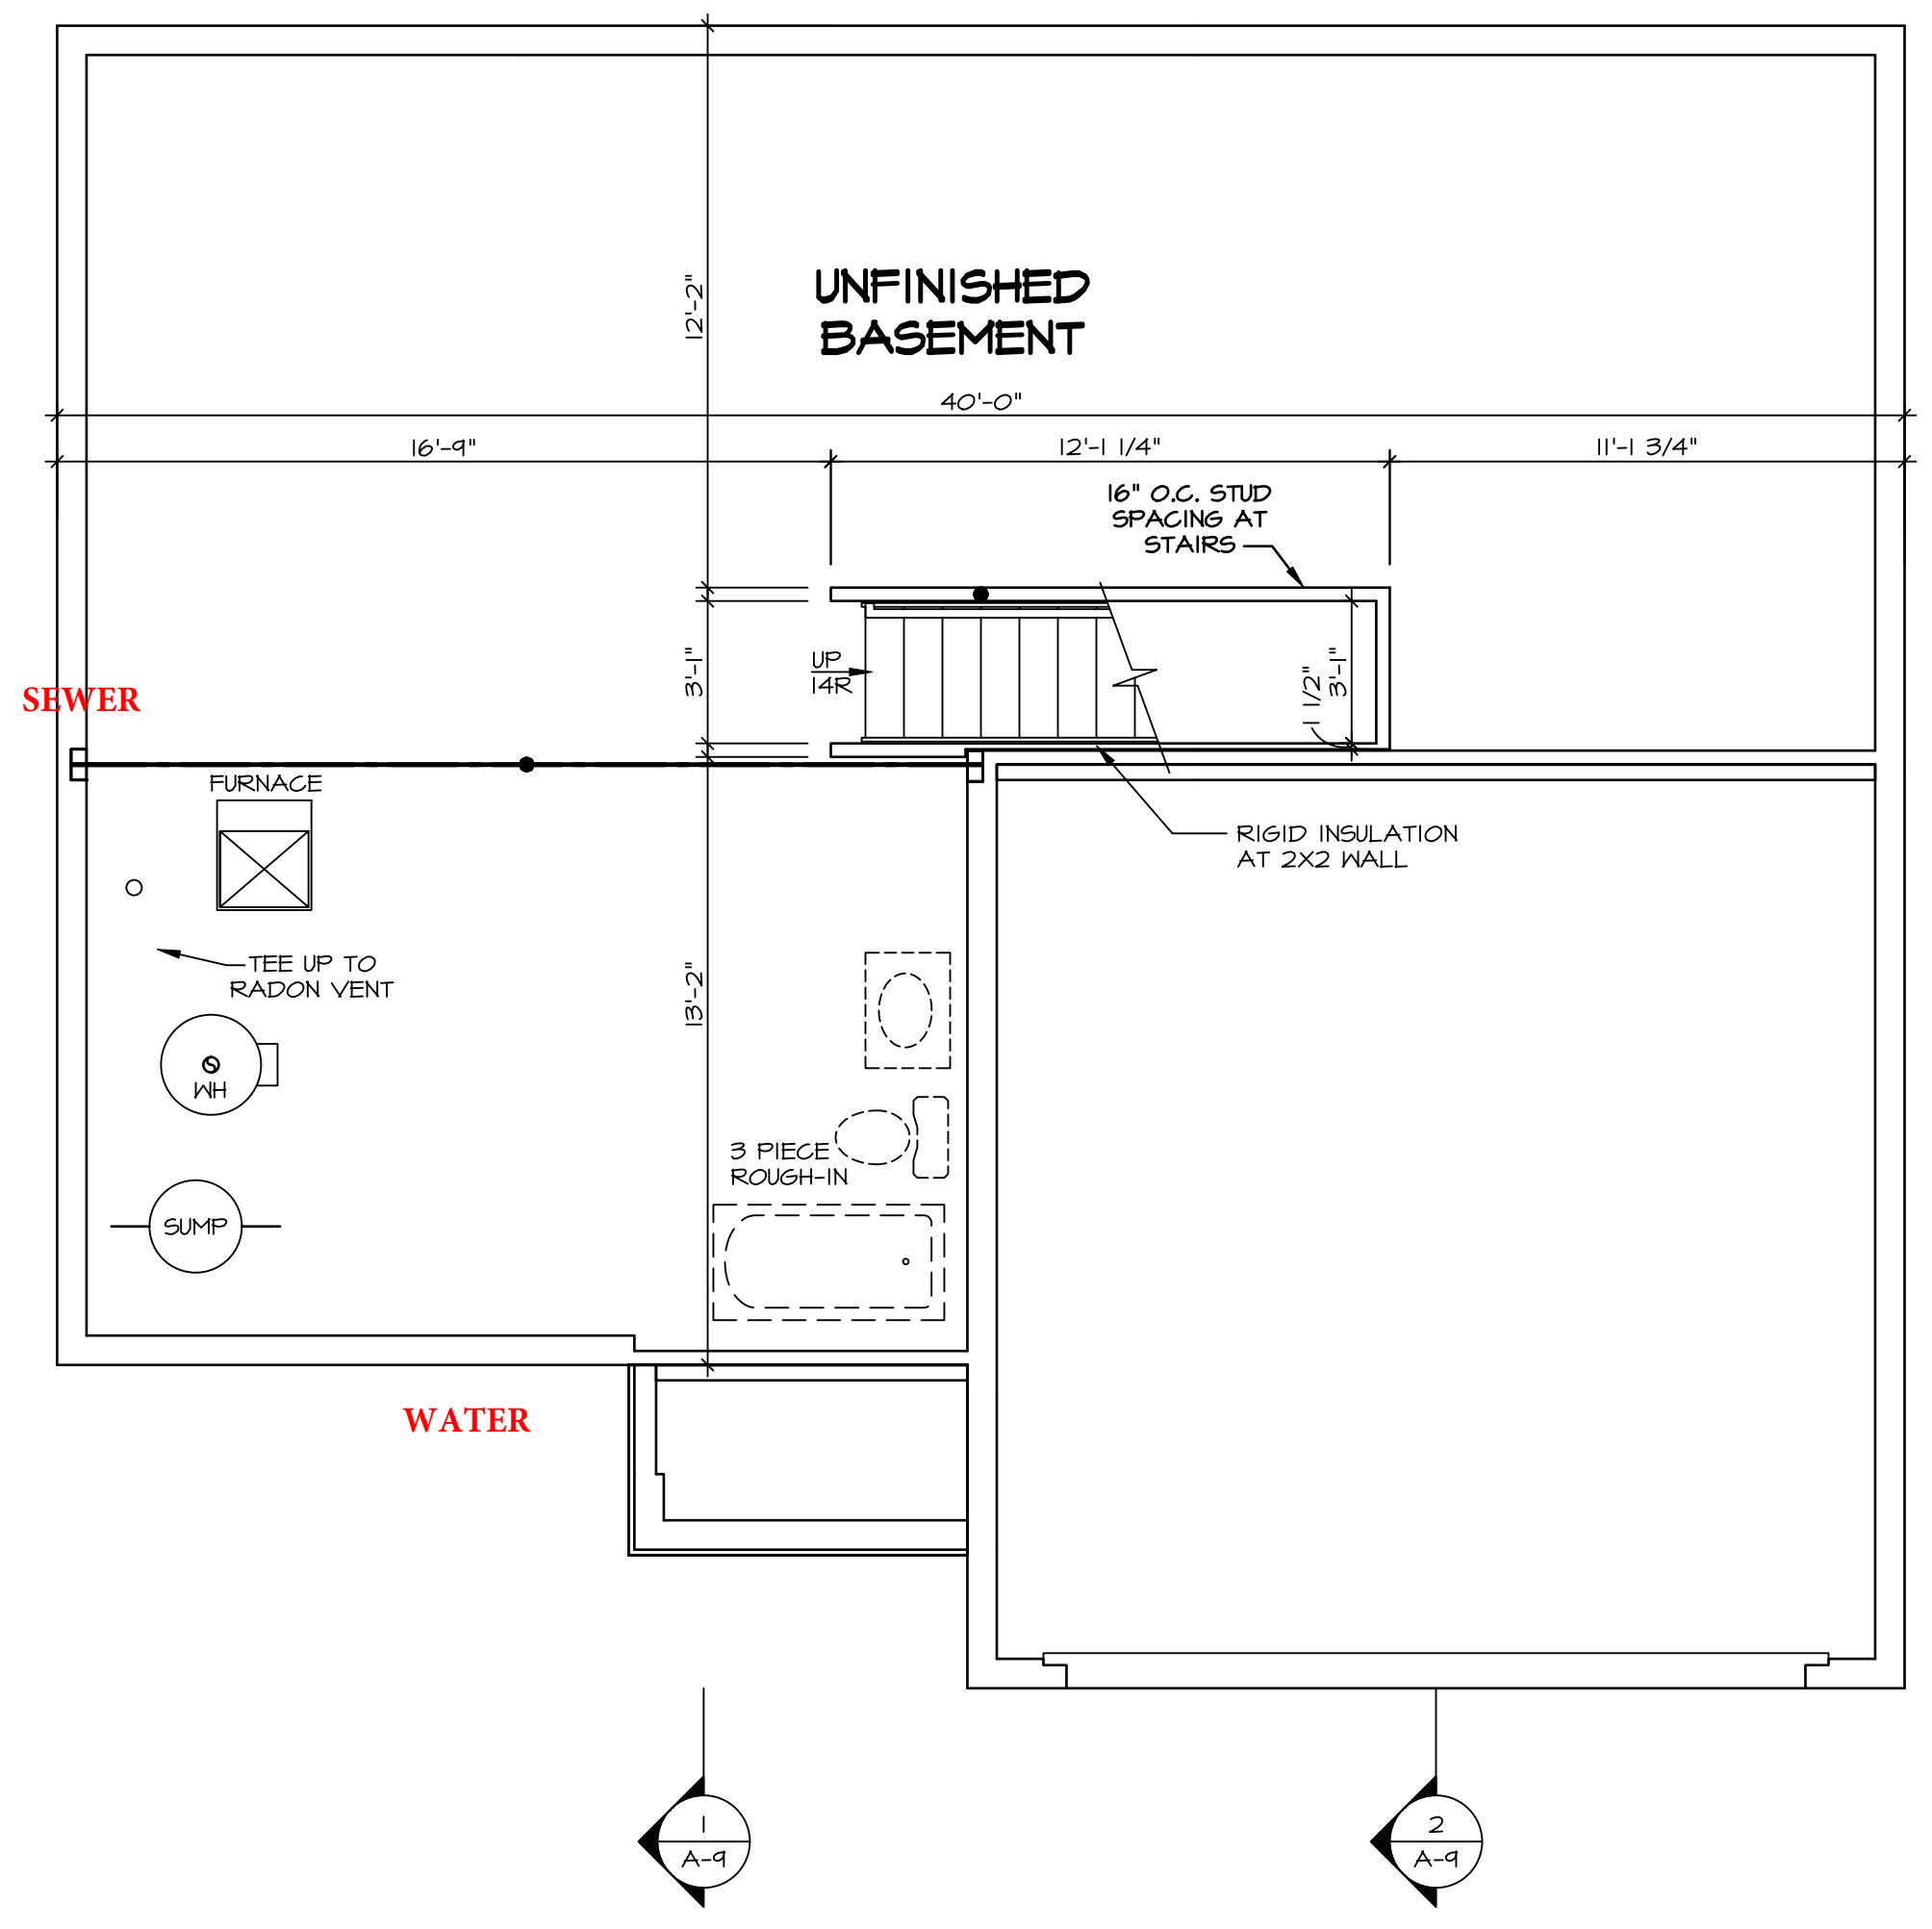 12'-2"
UNFINISHED
BASEMENT
40'-0"
16'-9"
12'-1 1/4"
11'-1 3/4"
16" O.C. STUD
SPACING AT
STAIRS
3'-1"
UP
14R
1 1/2"
3'-1"
SEWER
FURNACE
RIGID INSULATION
AT 2X2 WALL
TEE UP TO
RADON VENT
13'-2"
WH
3 PIECE
ROUGH-IN
SUMP
WATER
1
A-9
2
A-9